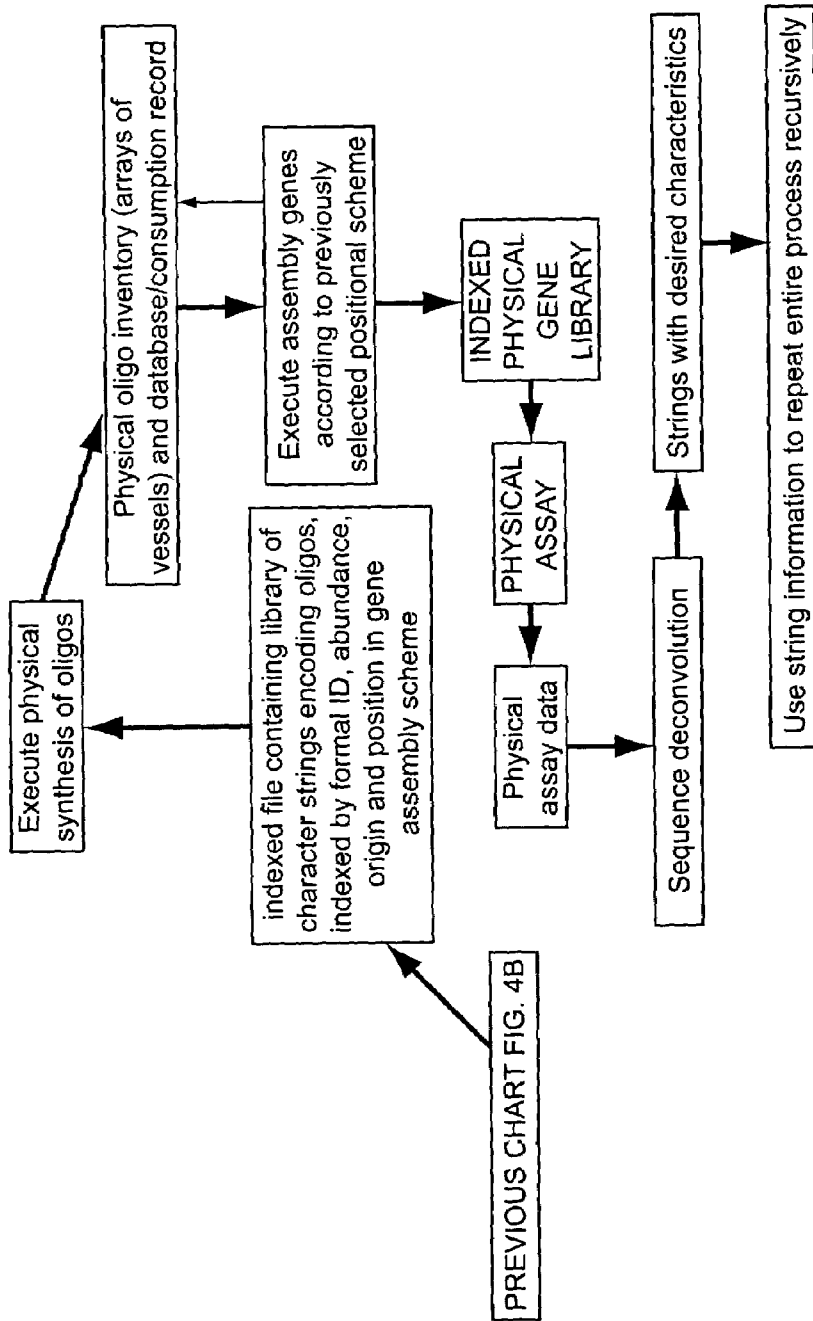 PREVIOUS CHART FIG. 4B
indexed file containing library of
character strings encoding oligos,
indexed by formal ID, abundance,
origin and position in gene
assembly scheme
Execute physical
synthesis of oligos
Physical oligo inventory (arrays of
vessels) and database/consumption record
Execute assembly genes
according to previously
selected positional scheme
INDEXED
PHYSICAL
GENE
LIBRARY
PHYSICAL
ASSAY
Physical
assay data
Sequence deconvolution
Strings with desired characteristics
Use string information to repeat entire process recursively